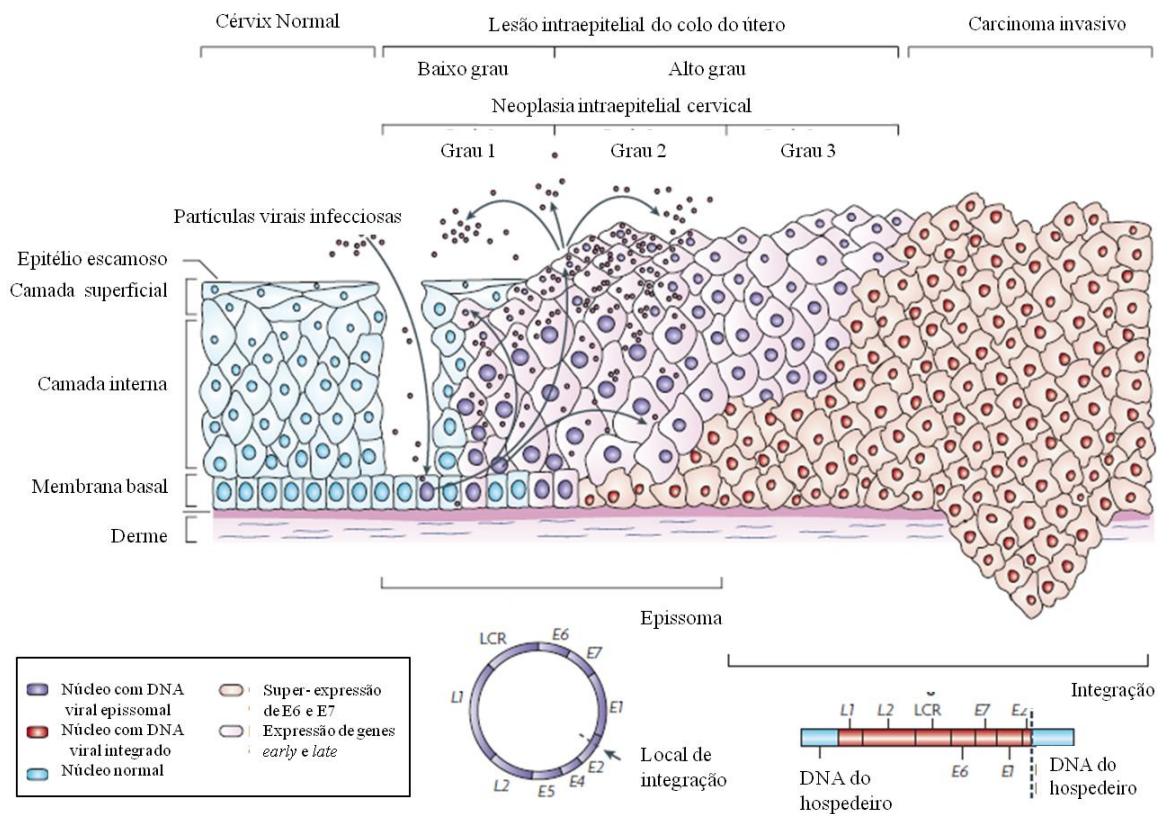 Cérvix Normal
Lesão intraepitelial do colo do útero
Carcinoma invasivo
Baixo grau
Alto grau
Neoplasia intraepitelial cervical
Grau 1
Grau 2
Grau 3
Partículas virais infecciosas
Epitélio escamoso
Camada superficial
Camada interna
Membrana basal
Derme
Epissoma
LCR
E6
E7
E1
E2
E4
E5
L2
L1
Local de
integração
Integração
L1
L2
LCR
E7
E2
E6
E1
DNA do
hospedeiro
DNA do
hospedeiro
Núcleo com DNA
viral epissomal
Núcleo com DNA
viral integrado
Núcleo normal
Super- expressão
de E6 e E7
Expressão de genes
early e late